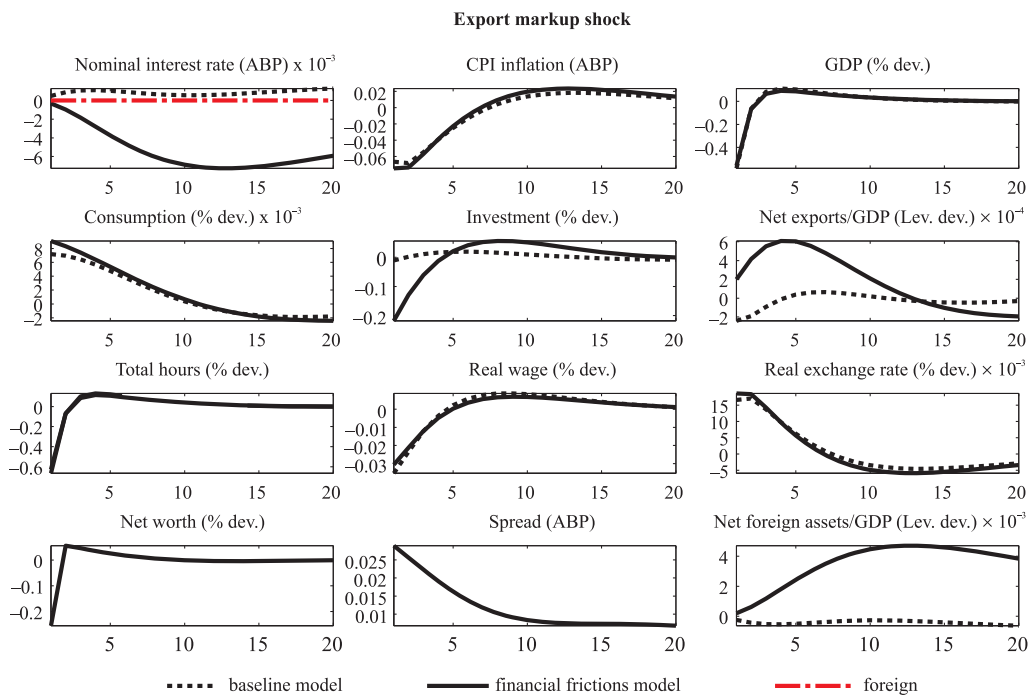 Export markup shock
Nominal interest rate (ABP) x 10⁻³
CPI inflation (ABP)
GDP (% dev.)
0
−2
−4
−6
5 10 15 20
0.02
0
−0.02
−0.04
−0.06
5 10 15 20
0
−0.2
−0.4
5 10 15 20
Consumption (% dev.) x 10⁻³
Investment (% dev.)
Net exports/GDP (Lev. dev.) × 10⁻⁴
8
6
4
2
0
−2
5 10 15 20
0
−0.1
−0.2
5 10 15 20
6
4
2
0
−2
5 10 15 20
Total hours (% dev.)
Real wage (% dev.)
Real exchange rate (% dev.) × 10⁻³
0
−0.2
−0.4
−0.6
5 10 15 20
0
−0.01
−0.02
−0.03
5 10 15 20
15
10
5
0
−5
5 10 15 20
Net worth (% dev.)
Spread (ABP)
Net foreign assets/GDP (Lev. dev.) × 10⁻³
0
−0.1
−0.2
5 10 15 20
0.025
0.02
0.015
0.01
5 10 15 20
4
2
0
5 10 15 20
baseline model financial frictions model foreign